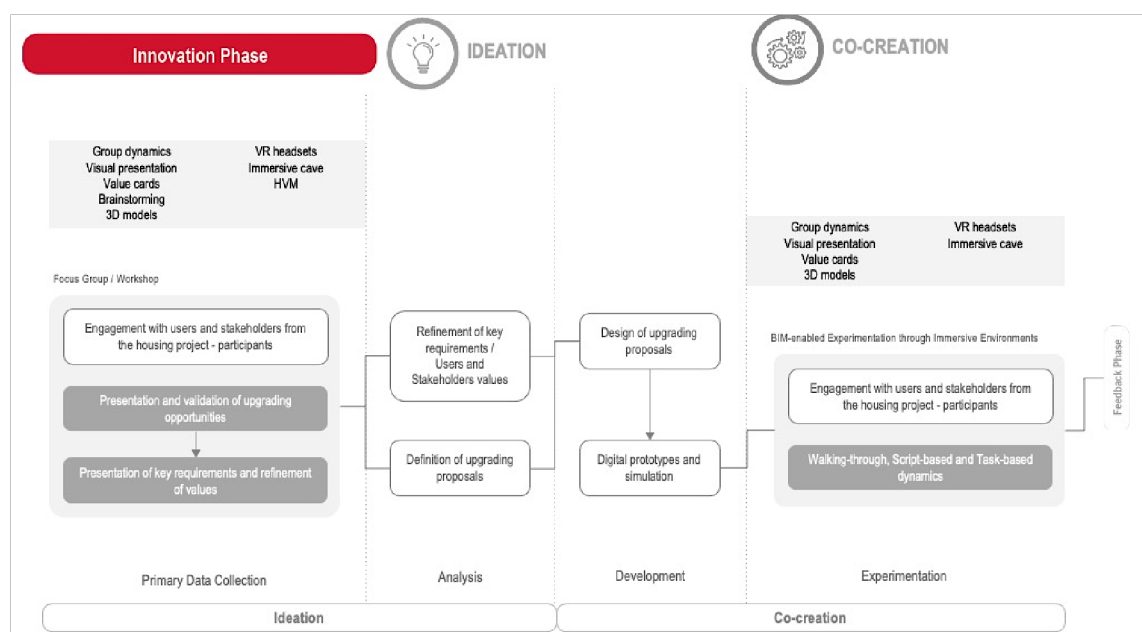 Innovation Phase
IDEATION
CO-CREATION
Group dynamics
Visual presentation
Value cards
Brainstorming
3D models
VR headsets
Immersive cave
HVM
Group dynamics
Visual presentation
Value cards
3D models
VR headsets
Immersive cave
Focus Group / Workshop
Engagement with users and stakeholders from
the housing project - participants
Presentation and validation of upgrading
opportunities
Presentation of key requirements and refinement
of values
Refinement of key
requirements /
Users and
Stakeholders values
Definition of upgrading
proposals
Design of upgrading
proposals
Digital prototypes and
simulation
BIM-enabled Experimentation through Immersive Environments
Engagement with users and stakeholders from
the housing project - participants
Walking-through, Script-based and Task-based
dynamics
Feedback Phase
Primary Data Collection
Analysis
Development
Experimentation
Ideation
Co-creation